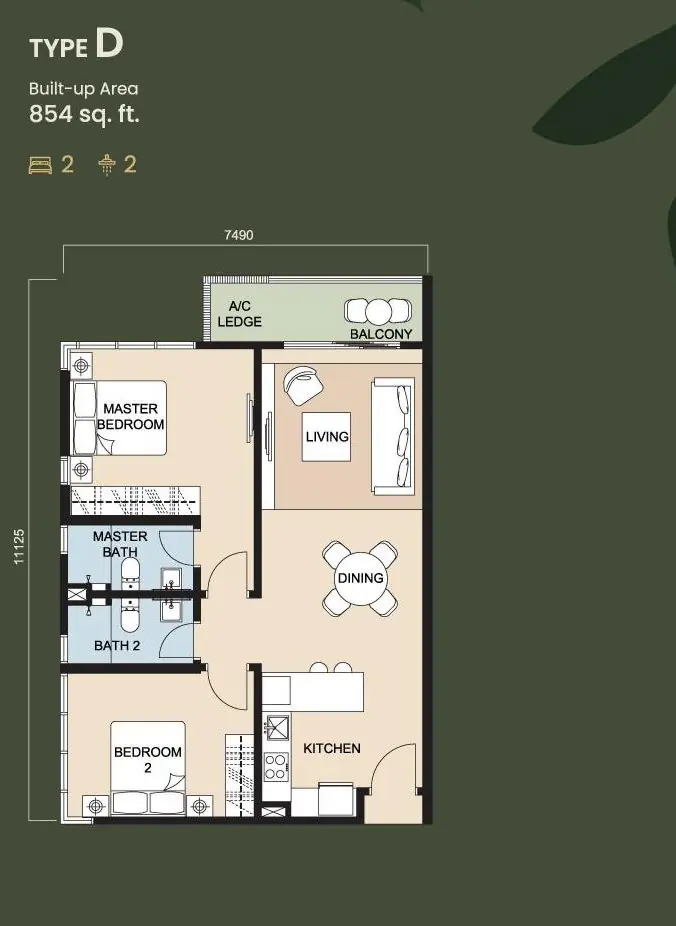 TYPE D
Built-up Area
854 sq. ft.
2 2
7490
A/C
LEDGE
BALCONY
MASTER
BEDROOM
LIVING
11125
MASTER
BATH
DINING
BATH 2
BEDROOM
2
KITCHEN